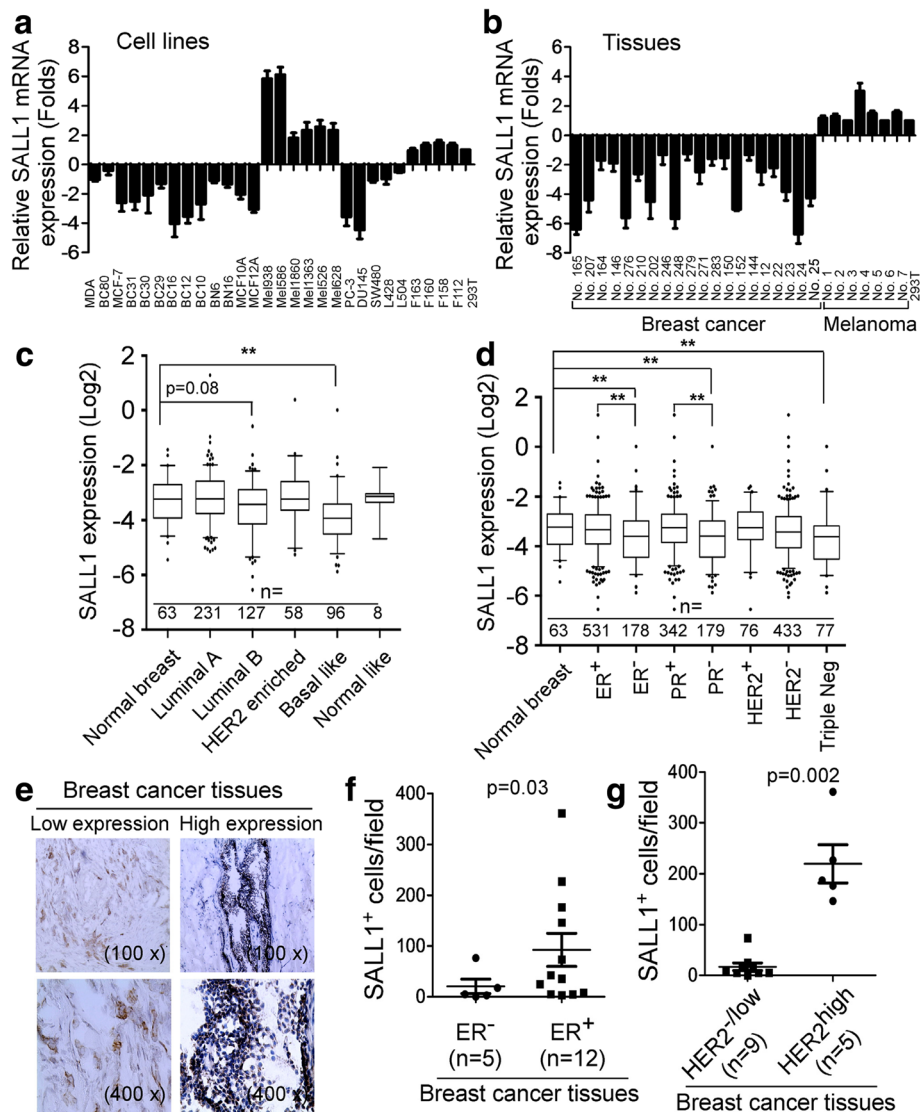 a
Cell lines
Relative SALL1 mRNA
expression (Folds)
8
6
4
2
0
-2
-4
-6
MDA
BC80
MCF-7
BC31
BC30
BC29
BC16
BC12
BC10
BN6
BN16
MCF10A
MCF12A
Mel938
Mel586
Mel1860
Mel1363
Mel526
Mel628
PC-3
DU145
SW480
L428
L504
F163
F160
F158
F112
293T
b
Tissues
Relative SALL1 mRNA
expression (Folds)
6
4
2
0
-2
-4
-6
-8
No. 165
No. 207
No. 164
No. 146
No. 276
No. 210
No. 202
No. 246
No. 248
No. 279
No. 271
No. 283
No. 150
No. 152
No. 144
No. 12
No. 22
No. 23
No. 24
No. 25
No. 1
No. 2
No. 3
No. 4
No. 5
No. 6
No. 7
293T
Breast cancer
Melanoma
c
SALL1 expression (Log2)
2
0
-2
-4
-6
-8
**
p=0.08
n=
63 231 127 58 96 8
Normal breast
Luminal A
Luminal B
HER2 enriched
Basal like
Normal like
d
SALL1 expression (Log2)
2
0
-2
-4
-6
-8
**
**
**
** **
n=
63 531 178 342 179 76 433 77
Normal breast
ER+
ER-
PR+
PR-
HER2+
HER2-
Triple Neg
e
Breast cancer tissues
Low expression High expression
(100 x) (100 x)
(400 x) (400 x)
f
SALL1+ cells/field
p=0.03
400
300
200
100
0
ER- ER+
(n=5) (n=12)
Breast cancer tissues
g
SALL1+ cells/field
p=0.002
400
300
200
100
0
HER2-/low
(n=9)
HER2high
(n=5)
Breast cancer tissues